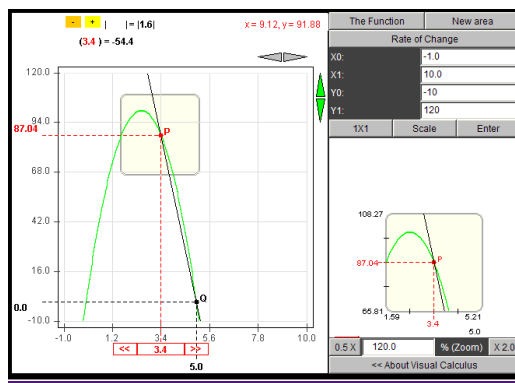 - + | |= |1.6| x = 9.12, y = 91.88
(3.4 ) = -54.4
120.0
94.0
87.04
68.0
42.0
16.0
0.0
-10.0
P
Q
-1.0 1.2 3.4 5.6 7.8 10.0
<< 3.4 >>
5.0
The Function New area
Rate of Change
X0: -1.0
X1: 10.0
Y0: -10
Y1: 120
1X1 Scale Enter
108.27
87.04
P
65.81
1.59 5.21
3.4
5.0
0.5 X 120.0 % (Zoom) X 2.0
<< About Visual Calculus